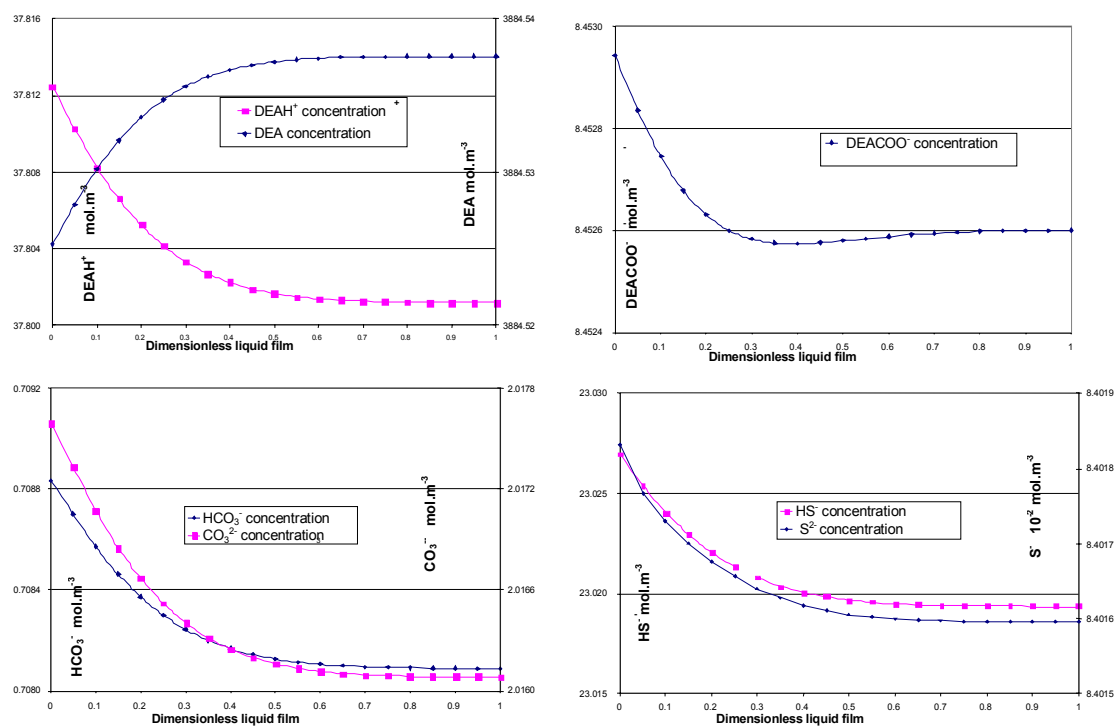 37.816
37.812
37.808
37.804
37.800
3884.54
3884.53
3884.52
DEAH+ concentration +
DEA concentration
DEAH+ mol.m-3
DEA mol.m-3
0 0.1 0.2 0.3 0.4 0.5 0.6 0.7 0.8 0.9 1
Dimensionless liquid film
8.4530
8.4528
8.4526
8.4524
DEACOO- concentration
DEACOO- mol.m-3
0 0.1 0.2 0.3 0.4 0.5 0.6 0.7 0.8 0.9 1
Dimensionless liquid film
0.7092
0.7088
0.7084
0.7080
2.0178
2.0172
2.0166
2.0160
HCO3- concentration
CO32- concentration
HCO3- mol.m-3
CO3-- mol.m-3
0 0.1 0.2 0.3 0.4 0.5 0.6 0.7 0.8 0.9 1
Dimensionless liquid film
23.030
23.025
23.020
23.015
8.4019
8.4018
8.4017
8.4016
8.4015
HS- concentration
S2- concentration
HS- mol.m-3
S-- 10-2 mol.m-3
0 0.1 0.2 0.3 0.4 0.5 0.6 0.7 0.8 0.9 1
Dimensionless liquid film